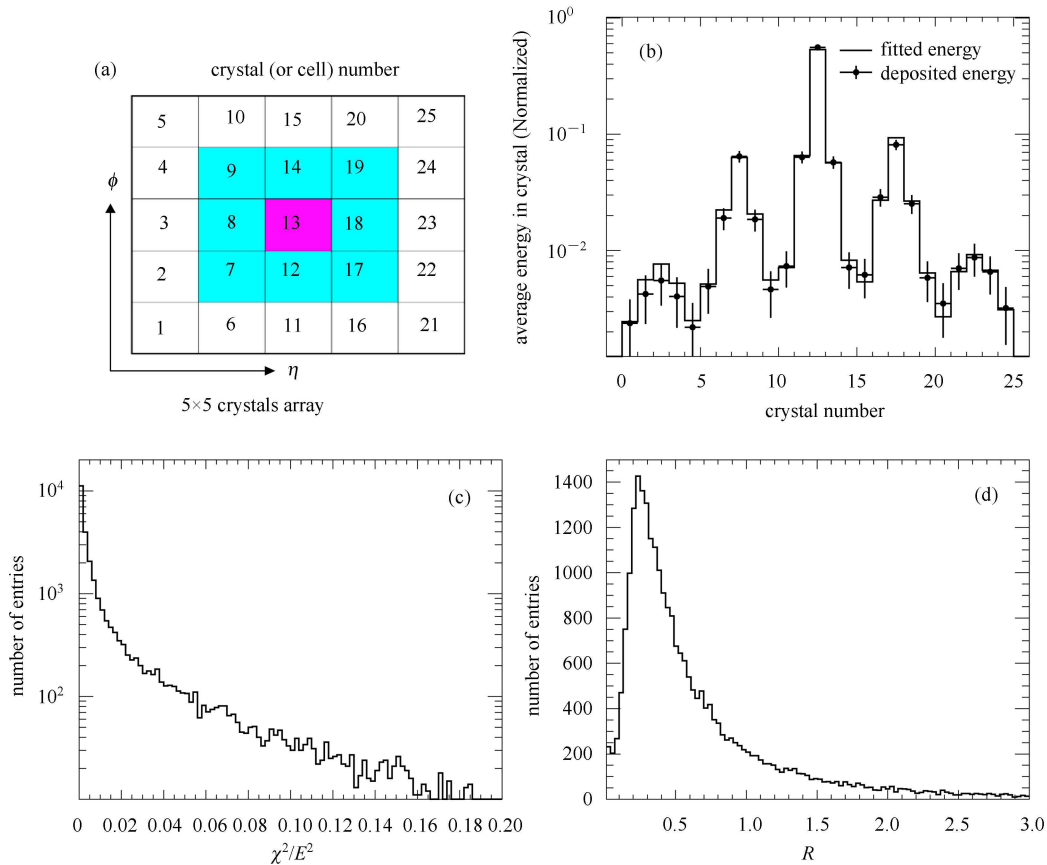 (a)
crystal (or cell) number
5 10 15 20 25
4 9 14 19 24
3 8 13 18 23
2 7 12 17 22
1 6 11 16 21
ϕ
η
5×5 crystals array
(b)
fitted energy
deposited energy
average energy in crystal (Normalized)
10⁰
10⁻¹
10⁻²
0 5 10 15 20 25
crystal number
(c)
number of entries
10⁴
10³
10²
0 0.02 0.04 0.06 0.08 0.10 0.12 0.14 0.16 0.18 0.20
χ²/E²
(d)
number of entries
1400
1200
1000
800
600
400
200
0
0.5 1.0 1.5 2.0 2.5 3.0
R